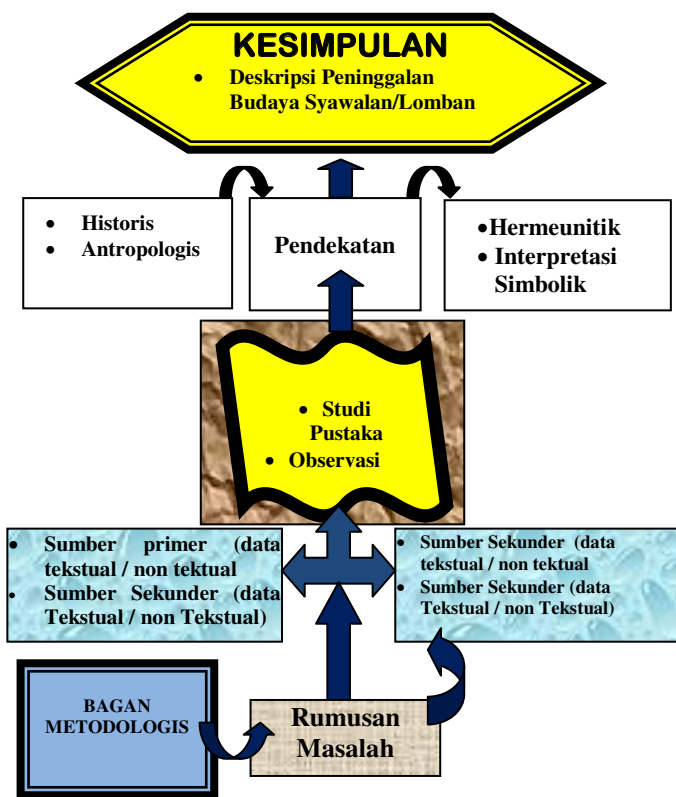 KESIMPULAN
• Deskripsi Peninggalan
Budaya Syawalan/Lomban
• Historis
• Antropologis
Pendekatan
•Hermeunitik
• Interpretasi
Simbolik
• Studi
Pustaka
• Observasi
• Sumber primer (data
tekstual / non tektual
• Sumber Sekunder (data
Tekstual / non Tekstual)
• Sumber Sekunder (data
tekstual / non tektual
• Sumber Sekunder (data
Tekstual / non Tekstual)
BAGAN
METODOLOGIS
Rumusan
Masalah